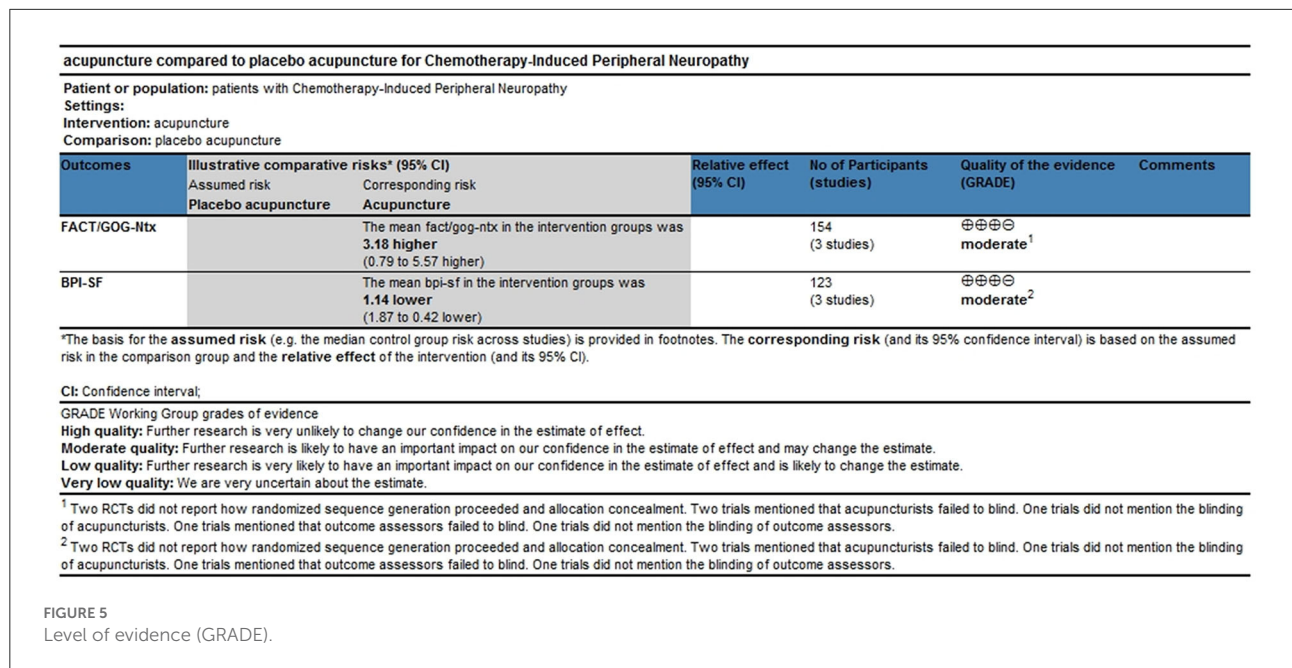 acupuncture compared to placebo acupuncture for Chemotherapy-Induced Peripheral Neuropathy
Patient or population: patients with Chemotherapy-Induced Peripheral Neuropathy
Settings:
Intervention: acupuncture
Comparison: placebo acupuncture
Outcomes Illustrative comparative risks* (95% CI) Relative effect No of Participants Quality of the evidence Comments
Assumed risk Corresponding risk (95% CI) (studies) (GRADE)
Placebo acupuncture Acupuncture
FACT/GOG-Ntx The mean fact/gog-ntx in the intervention groups was 154 ⊕⊕⊕⊖
3.18 higher (3 studies) moderate1
(0.79 to 5.57 higher)
BPI-SF The mean bpi-sf in the intervention groups was 123 ⊕⊕⊕⊖
1.14 lower (3 studies) moderate2
(1.87 to 0.42 lower)
*The basis for the assumed risk (e.g. the median control group risk across studies) is provided in footnotes. The corresponding risk (and its 95% confidence interval) is based on the assumed
risk in the comparison group and the relative effect of the intervention (and its 95% CI).
CI: Confidence interval;
GRADE Working Group grades of evidence
High quality: Further research is very unlikely to change our confidence in the estimate of effect.
Moderate quality: Further research is likely to have an important impact on our confidence in the estimate of effect and may change the estimate.
Low quality: Further research is very likely to have an important impact on our confidence in the estimate of effect and is likely to change the estimate.
Very low quality: We are very uncertain about the estimate.
1 Two RCTs did not report how randomized sequence generation proceeded and allocation concealment. Two trials mentioned that acupuncturists failed to blind. One trials did not mention the blinding
of acupuncturists. One trials mentioned that outcome assessors failed to blind. One trials did not mention the blinding of outcome assessors.
2 Two RCTs did not report how randomized sequence generation proceeded and allocation concealment. Two trials mentioned that acupuncturists failed to blind. One trials did not mention the blinding
of acupuncturists. One trials mentioned that outcome assessors failed to blind. One trials did not mention the blinding of outcome assessors.
FIGURE 5
Level of evidence (GRADE).